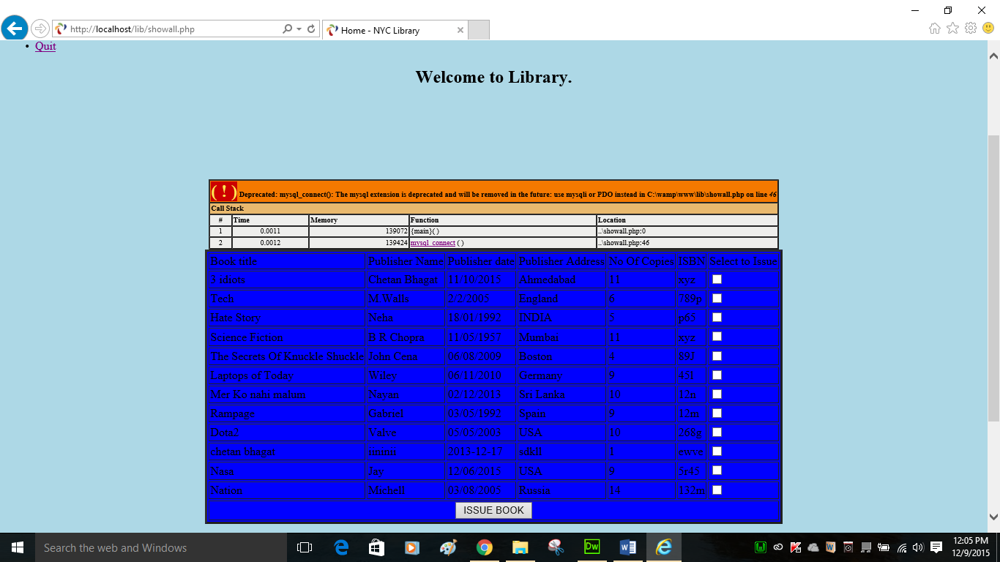 http://localhost/lib/showall.php
Home - NYC Library
Quit
Welcome to Library.
( ! ) Deprecated: mysql_connect(): The mysql extension is deprecated and will be removed in the future: use mysqli or PDO instead in C:\wamp\www\lib\showall.php on line 46
Call Stack
# Time Memory Function Location
1 0.0011 139072 {main}( ) ..\showall.php:0
2 0.0012 139424 mysql_connect ( ) ..\showall.php:46
Book title Publisher Name Publisher date Publisher Address No Of Copies ISBN Select to Issue
3 idiots Chetan Bhagat 11/10/2015 Ahmedabad 11 xyz
Tech M.Walls 2/2/2005 England 6 789p
Hate Story Neha 18/01/1992 INDIA 5 p65
Science Fiction B R Chopra 11/05/1957 Mumbai 11 xyz
The Secrets Of Knuckle Shuckle John Cena 06/08/2009 Boston 4 89J
Laptops of Today Wiley 06/11/2010 Germany 9 45l
Mer Ko nahi malum Nayan 02/12/2013 Sri Lanka 10 12n
Rampage Gabriel 03/05/1992 Spain 9 12m
Dota2 Valve 05/05/2003 USA 10 268g
chetan bhagat 2013-12-17 sdkll 1 ewve
Nasa Jay 12/06/2015 USA 9 5r45
Nation Michell 03/08/2005 Russia 14 132m
ISSUE BOOK
Search the web and Windows
Dw
12:05 PM
12/9/2015